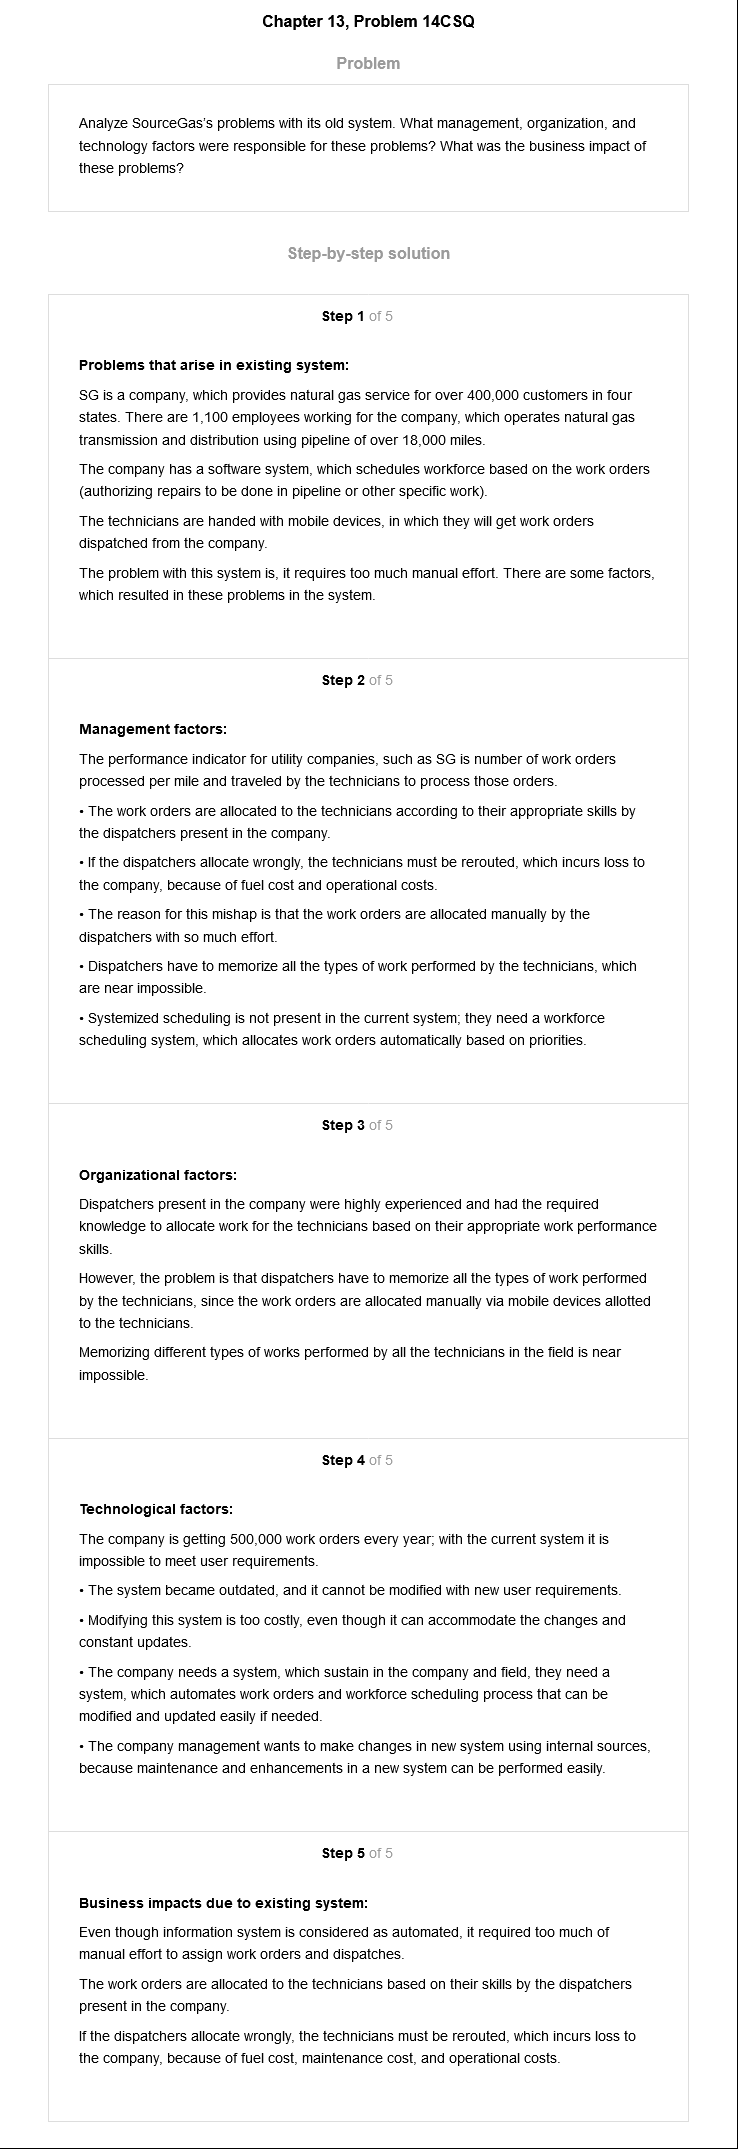 Chapter 13, Problem 14CSQ
Problem
Analyze SourceGas's problems with its old system. What management, organization, and
technology factors were responsible for these problems? What was the business impact of
these problems?
Step-by-step solution
Step 1 of 5
Problems that arise in existing system:
SG is a company, which provides natural gas service for over 400,000 customers in four
states. There are 1,100 employees working for the company, which operates natural gas
transmission and distribution using pipeline of over 18,000 miles.
The company has a software system, which schedules workforce based on the work orders
(authorizing repairs to be done in pipeline or other specific work).
The technicians are handed with mobile devices, in which they will get work orders
dispatched from the company.
The problem with this system is, it requires too much manual effort. There are some factors,
which resulted in these problems in the system.
Step 2 of 5
Management factors:
The performance indicator for utility companies, such as SG is number of work orders
processed per mile and traveled by the technicians to process those orders.
• The work orders are allocated to the technicians according to their appropriate skills by
the dispatchers present in the company.
• If the dispatchers allocate wrongly, the technicians must be rerouted, which incurs loss to
the company, because of fuel cost and operational costs.
• The reason for this mishap is that the work orders are allocated manually by the
dispatchers with so much effort.
• Dispatchers have to memorize all the types of work performed by the technicians, which
are near impossible.
• Systemized scheduling is not present in the current system; they need a workforce
scheduling system, which allocates work orders automatically based on priorities.
Step 3 of 5
Organizational factors:
Dispatchers present in the company were highly experienced and had the required
knowledge to allocate work for the technicians based on their appropriate work performance
skills.
However, the problem is that dispatchers have to memorize all the types of work performed
by the technicians, since the work orders are allocated manually via mobile devices allotted
to the technicians.
Memorizing different types of works performed by all the technicians in the field is near
impossible.
Step 4 of 5
Technological factors:
The company is getting 500,000 work orders every year; with the current system it is
impossible to meet user requirements.
• The system became outdated, and it cannot be modified with new user requirements.
• Modifying this system is too costly, even though it can accommodate the changes and
constant updates.
• The company needs a system, which sustain in the company and field, they need a
system, which automates work orders and workforce scheduling process that can be
modified and updated easily if needed.
• The company management wants to make changes in new system using internal sources,
because maintenance and enhancements in a new system can be performed easily.
Step 5 of 5
Business impacts due to existing system:
Even though information system is considered as automated, it required too much of
manual effort to assign work orders and dispatches.
The work orders are allocated to the technicians based on their skills by the dispatchers
present in the company.
If the dispatchers allocate wrongly, the technicians must be rerouted, which incurs loss to
the company, because of fuel cost, maintenance cost, and operational costs.